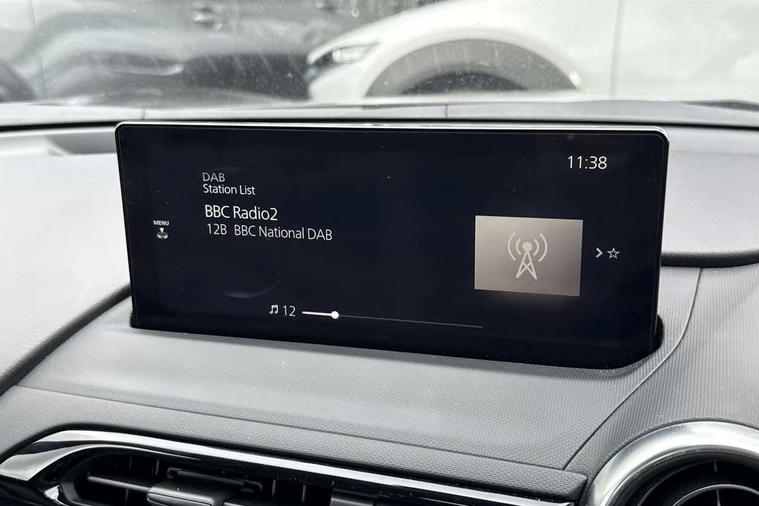 11:38
DAB
Station List
BBC Radio2
12B BBC National DAB
MENU
12